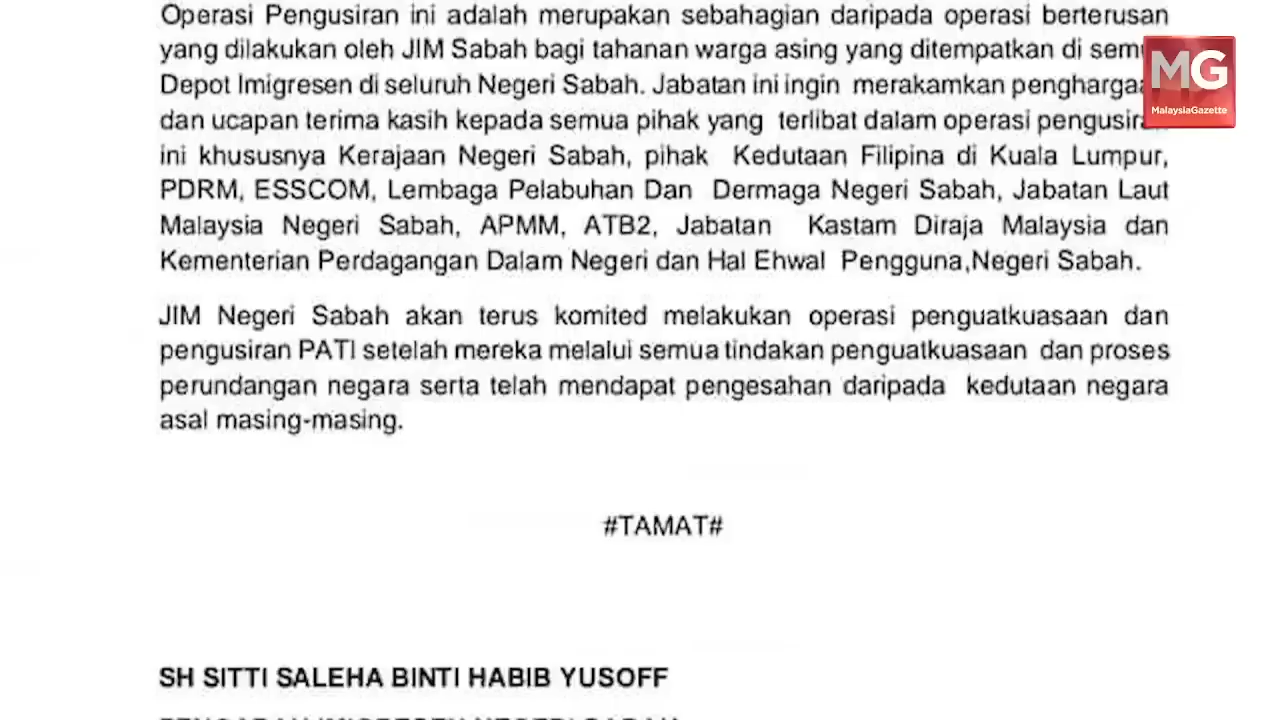 Operasi Pengusiran ini adalah merupakan sebahagian daripada operasi berterusan
yang dilakukan oleh JIM Sabah bagi tahanan warga asing yang ditempatkan di
Depot Imigresen di seluruh Negeri Sabah. Jabatan ini ingin merakamkan
dan ucapan terima kasih kepada semua pihak yang terlibat dalam operasi
ini khususnya Kerajaan Negeri Sabah, pihak Kedutaan Filipina di Kuala Lumpur,
PDRM, ESSCOM, Lembaga Pelabuhan Dan Dermaga Negeri Sabah, Jabatan Laut
Malaysia Negeri Sabah, APMM, ATB2, Jabatan Kastam Diraja Malaysia dan
Kementerian Perdagangan Dalam Negeri dan Hal Ehwal Pengguna,Negeri Sabah.
JIM Negeri Sabah akan terus komited melakukan operasi penguatkuasaan dan
pengusiran PATI setelah mereka melalui semua tindakan penguatkuasaan dan proses
perundangan negara serta telah mendapat pengesahan daripada kedutaan negara
asal masing-masing.
#TAMAT#
SH SITTI SALEHA BINTI HABIB YUSOFF
MG
MalaysiaGazette